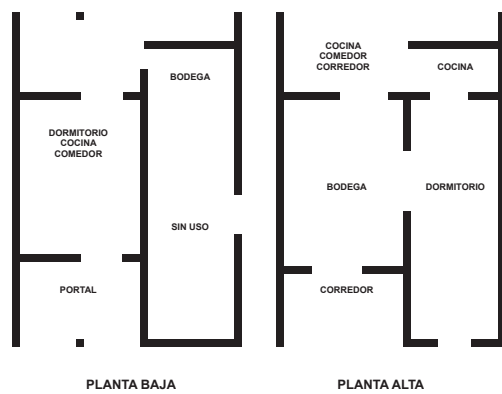 BODEGA
DORMITORIO
COCINA
COMEDOR
SIN USO
PORTAL
PLANTA BAJA
COCINA
COMEDOR
CORREDOR
COCINA
BODEGA
DORMITORIO
CORREDOR
PLANTA ALTA